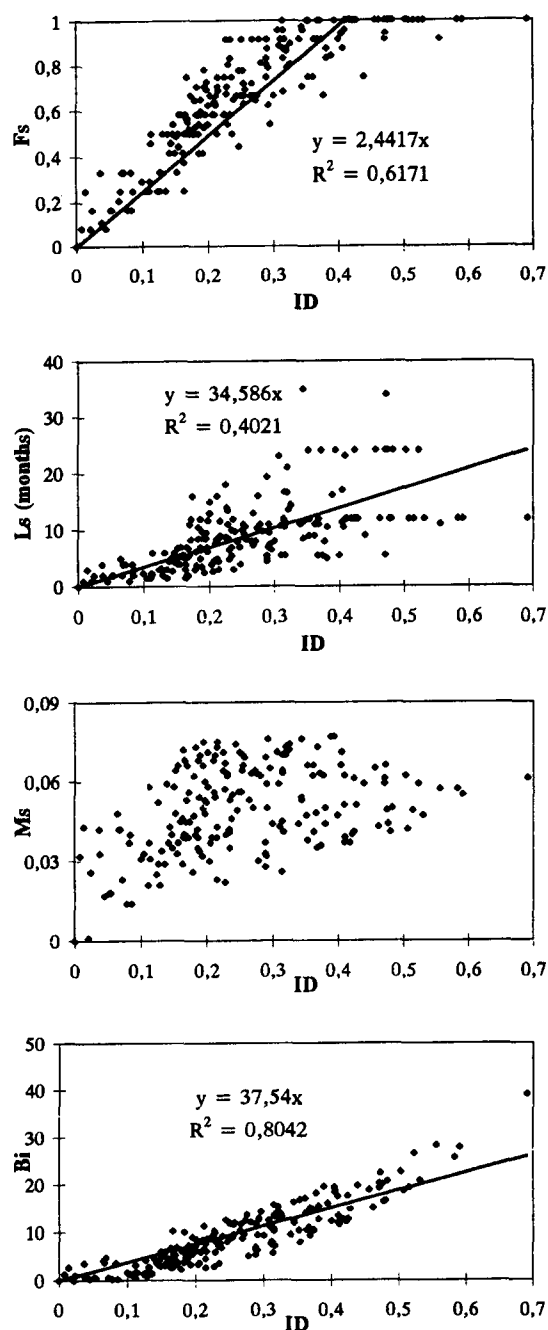 1
0,8
0,6
0,4
0,2
0
Fs
y = 2,4417x
R² = 0,6171
0 0,1 0,2 0,3 0,4 0,5 0,6 0,7
ID
40
30
20
10
0
Ls (months)
y = 34,586x
R² = 0,4021
0 0,1 0,2 0,3 0,4 0,5 0,6 0,7
ID
0,09
0,06
0,03
0
Ms
0 0,1 0,2 0,3 0,4 0,5 0,6 0,7
ID
50
40
30
20
10
0
Bi
y = 37,54x
R² = 0,8042
0 0,1 0,2 0,3 0,4 0,5 0,6 0,7
ID